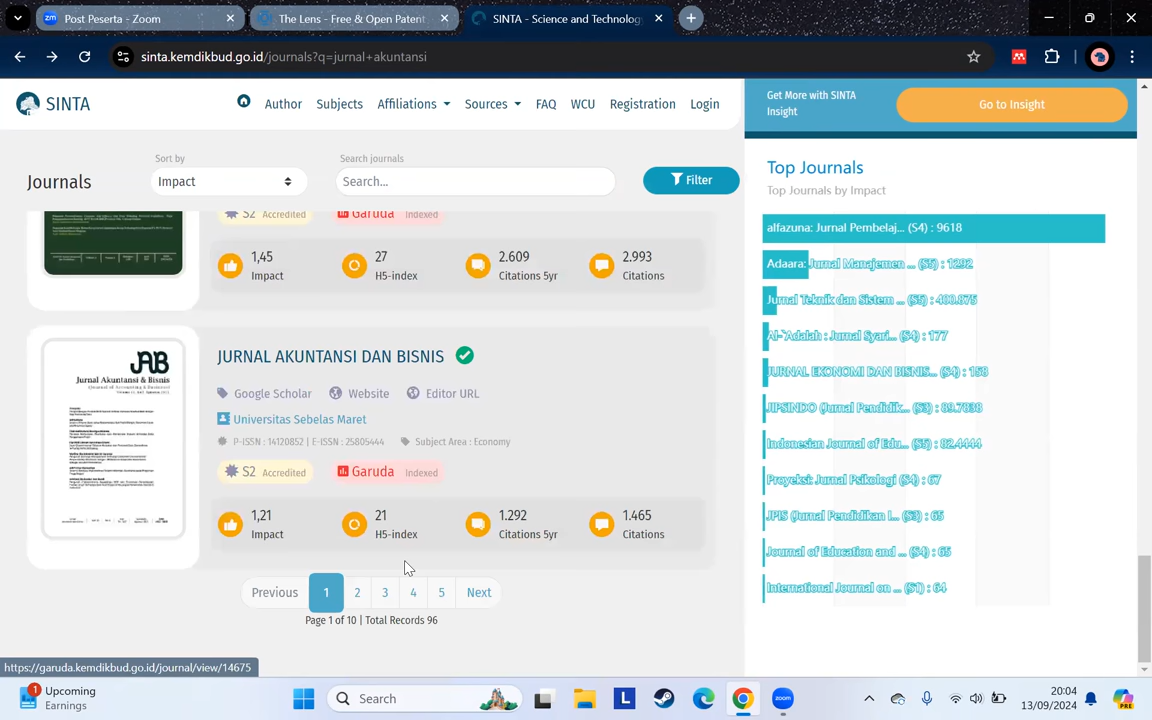 Post Peserta - Zoom
The Lens - Free & Open Patent
SINTA - Science and Technolog
sinta.kemdikbud.go.id/journals?q=jurnal+akuntansi
SINTA
Author
Subjects
Affiliations
Sources
FAQ
WCU
Registration
Login
Get More with SINTA
Insight
Go to Insight
Journals
Sort by
Impact
Search journals
Search...
Filter
S2 Accredited
Garuda Indexed
1,45
Impact
27
H5-index
2.609
Citations 5yr
2.993
Citations
JAB
Jurnal Akuntansi & Bisnis
JURNAL AKUNTANSI DAN BISNIS
Google Scholar
Website
Editor URL
Universitas Sebelas Maret
P-ISSN : 14120852 | E-ISSN : 25805444
Subject Area : Economy
S2 Accredited
Garuda Indexed
1,21
Impact
21
H5-index
1.292
Citations 5yr
1.465
Citations
Previous
1
2
3
4
5
Next
Page 1 of 10 | Total Records 96
Top Journals
Top Journals by Impact
alfazuna: Jurnal Pembelaj... (S4) : 9618
Adaara: Jurnal Manajemen ... (S5) : 1292
Jurnal Teknik dan Sistem ... (S5) : 400.875
Al-`Adalah : Jurnal Syari... (S4) : 177
JURNAL EKONOMI DAN BISNIS... (S4) : 158
JIPSINDO (Jurnal Pendidik... (S3) : 89.7838
Indonesian Journal of Edu... (S5) : 82.4444
Proyeksi: Jurnal Psikologi (S4) : 67
JPIS (Jurnal Pendidikan I... (S3) : 65
Journal of Education and ... (S4) : 65
International Journal on ... (S1) : 64
https://garuda.kemdikbud.go.id/journal/view/14675
1
Upcoming
Earnings
Search
L
zoom
20:04
13/09/2024
PRE